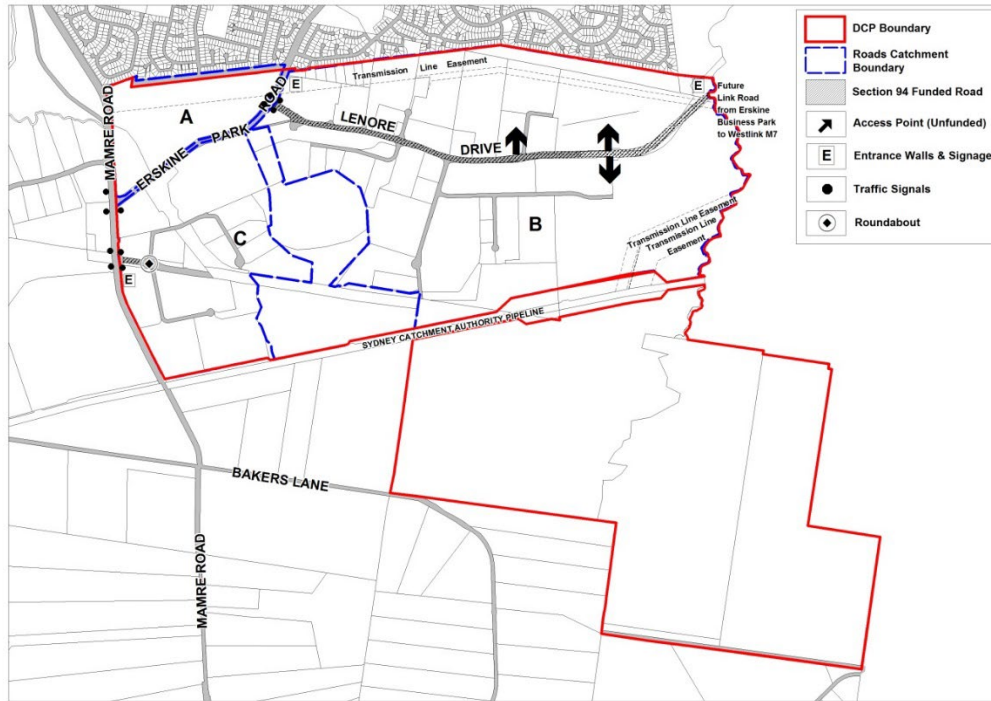 Transmission Line Easement
E
E
Future
Link Road
from Erskine
Business Park
to Westlink M7
MAMRE ROAD
A
ERSKINE PARK ROAD
LENORE DRIVE
B
C
E
Transmission Line Easement
Transmission Line
Easement
SYDNEY CATCHMENT AUTHORITY PIPELINE
BAKERS LANE
MAMRE ROAD
DCP Boundary
Roads Catchment
Boundary
Section 94 Funded Road
Access Point (Unfunded)
E
Entrance Walls & Signage
Traffic Signals
Roundabout